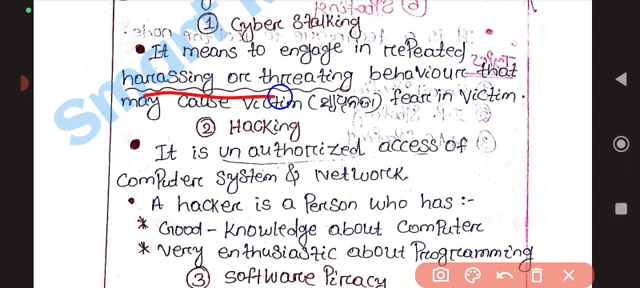 ① Cyber Stalking
• It means to engage in repeated
harassing or threating behaviour that
may cause victim ( ) fear in victim.
② Hacking
• It is un authorized access of
Computer System & Network
• A hacker is a Person who has :-
* Good - Knowledge about Computer
* Very enthusiastic about Programming
③ Software Piracy